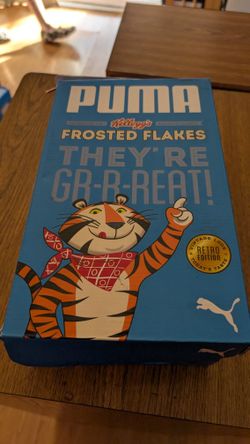 PUMA
Kellogg's
FROSTED FLAKES
THEY'RE
GR-R-REAT!
RETRO
EDITION